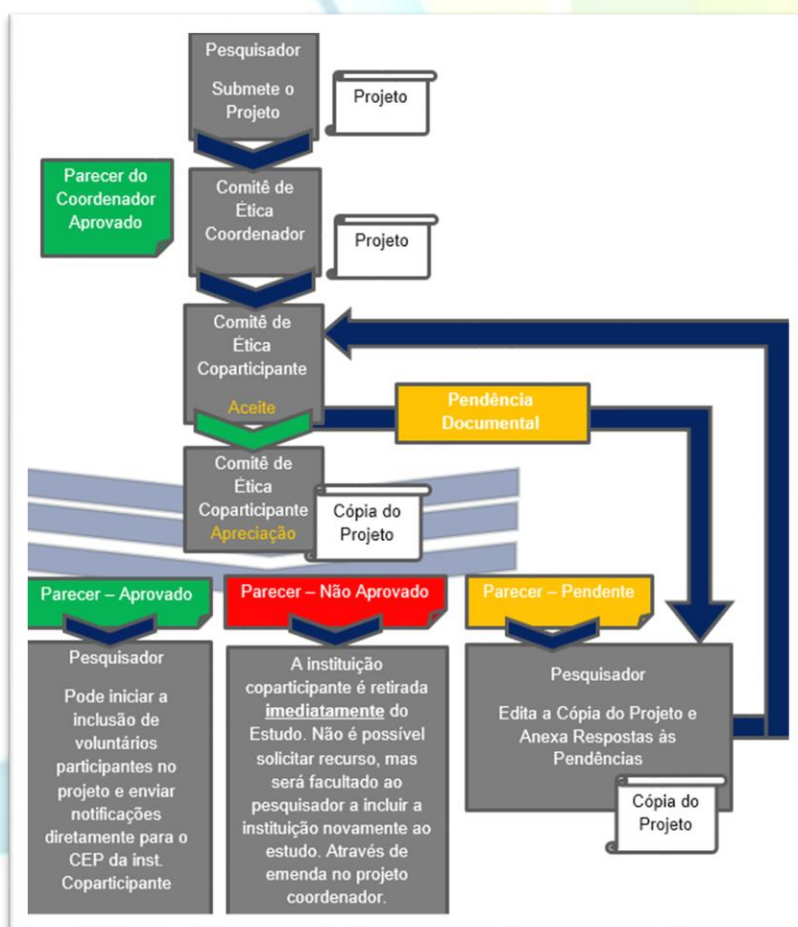 Pesquisador
Submete o
Projeto
Projeto
Parecer do
Coordenador
Aprovado
Comitê de
Ética
Coordenador
Projeto
Comitê de
Ética
Coparticipante
Aceite
Pendência
Documental
Comitê de
Ética
Coparticipante
Apreciação
Cópia do
Projeto
Parecer – Aprovado
Pesquisador
Pode iniciar a
inclusão de
voluntários
participantes no
projeto e enviar
notificações
diretamente para o
CEP da inst.
Coparticipante
Parecer – Não Aprovado
A instituição
coparticipante é retirada
imediatamente do
Estudo. Não é possível
solicitar recurso, mas
será facultado ao
pesquisador a incluir a
instituição novamente ao
estudo. Através de
emenda no projeto
coordenador.
Parecer – Pendente
Pesquisador
Edita a Cópia do Projeto e
Anexa Respostas às
Pendências
Cópia do
Projeto